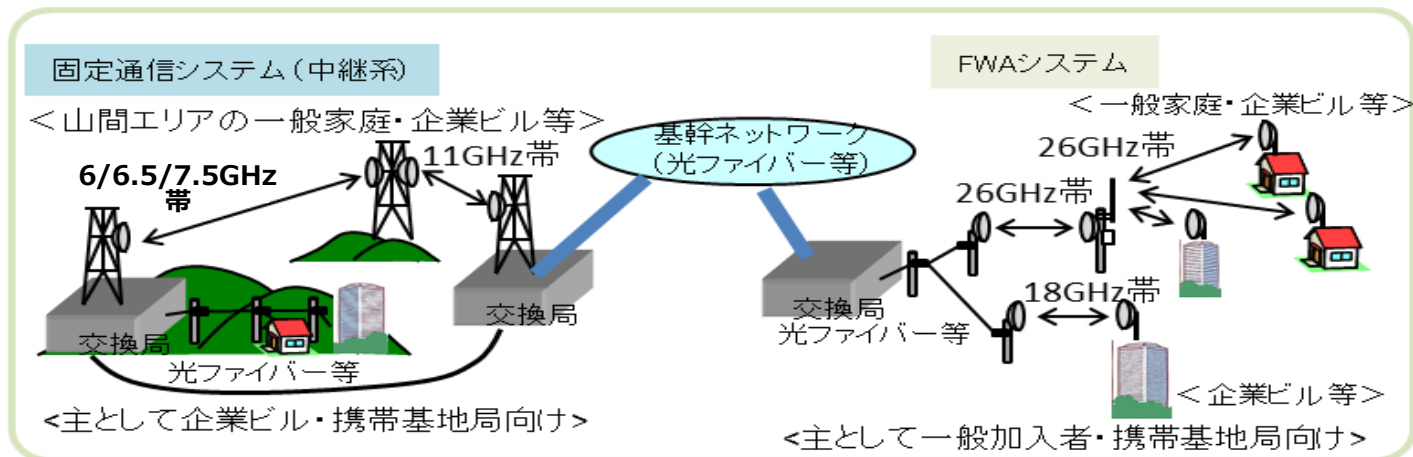 固定通信システム(中継系)
<山間エリアの一般家庭・企業ビル等>
11GHz帯
6/6.5/7.5GHz
帯
交換局
交換局
光ファイバー等
<主として企業ビル・携帯基地局向け>
基幹ネットワーク
(光ファイバー等)
FWAシステム
<一般家庭・企業ビル等>
26GHz帯
26GHz帯
18GHz帯
交換局
光ファイバー等
<企業ビル等>
<主として一般加入者・携帯基地局向け>